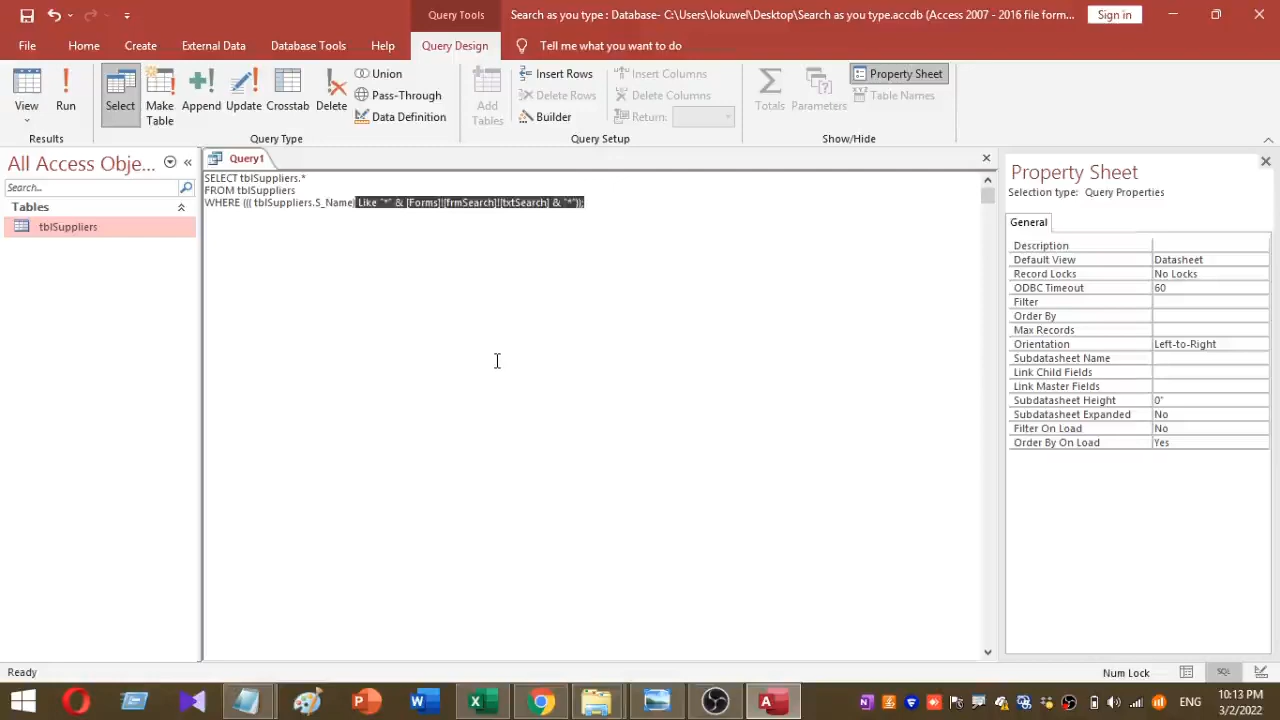 Query Tools
Search as you type : Database- C:\Users\lokuwel\Desktop\Search as you type.accdb (Access 2007 - 2016 file form...
Sign in
File
Home
Create
External Data
Database Tools
Help
Query Design
Tell me what you want to do
View
Run
Select
Make Table
Append
Update
Crosstab
Delete
Union
Pass-Through
Data Definition
Add Tables
Insert Rows
Delete Rows
Builder
Insert Columns
Delete Columns
Return:
Totals
Parameters
Property Sheet
Table Names
Results
Query Type
Query Setup
Show/Hide
All Access Obje...
Search...
Tables
tblSuppliers
Query1
SELECT tblSuppliers.*
FROM tblSuppliers
WHERE ((( tblSuppliers.S_Name) Like "*" & [Forms]![frmSearch]![txtSearch] & "*"));
Property Sheet
Selection type: Query Properties
General
Description
Default View Datasheet
Record Locks No Locks
ODBC Timeout 60
Filter
Order By
Max Records
Orientation Left-to-Right
Subdatasheet Name
Link Child Fields
Link Master Fields
Subdatasheet Height 0"
Subdatasheet Expanded No
Filter On Load No
Order By On Load Yes
Ready
Num Lock
SQL
ENG
10:13 PM
3/2/2022